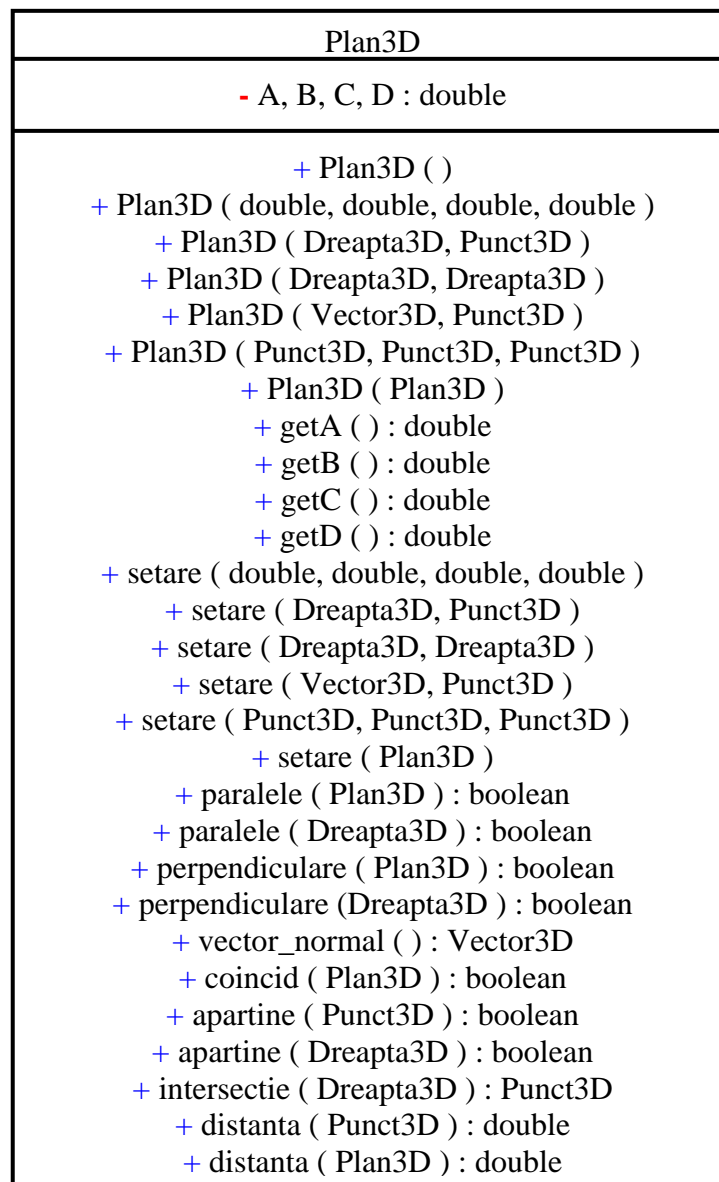 Plan3D
- A, B, C, D : double
+ Plan3D ( )
+ Plan3D ( double, double, double, double )
+ Plan3D ( Dreapta3D, Punct3D )
+ Plan3D ( Dreapta3D, Dreapta3D )
+ Plan3D ( Vector3D, Punct3D )
+ Plan3D ( Punct3D, Punct3D, Punct3D )
+ Plan3D ( Plan3D )
+ getA ( ) : double
+ getB ( ) : double
+ getC ( ) : double
+ getD ( ) : double
+ setare ( double, double, double, double )
+ setare ( Dreapta3D, Punct3D )
+ setare ( Dreapta3D, Dreapta3D )
+ setare ( Vector3D, Punct3D )
+ setare ( Punct3D, Punct3D, Punct3D )
+ setare ( Plan3D )
+ paralele ( Plan3D ) : boolean
+ paralele ( Dreapta3D ) : boolean
+ perpendiculare ( Plan3D ) : boolean
+ perpendiculare (Dreapta3D ) : boolean
+ vector_normal ( ) : Vector3D
+ coincid ( Plan3D ) : boolean
+ apartine ( Punct3D ) : boolean
+ apartine ( Dreapta3D ) : boolean
+ intersectie ( Dreapta3D ) : Punct3D
+ distanta ( Punct3D ) : double
+ distanta ( Plan3D ) : double